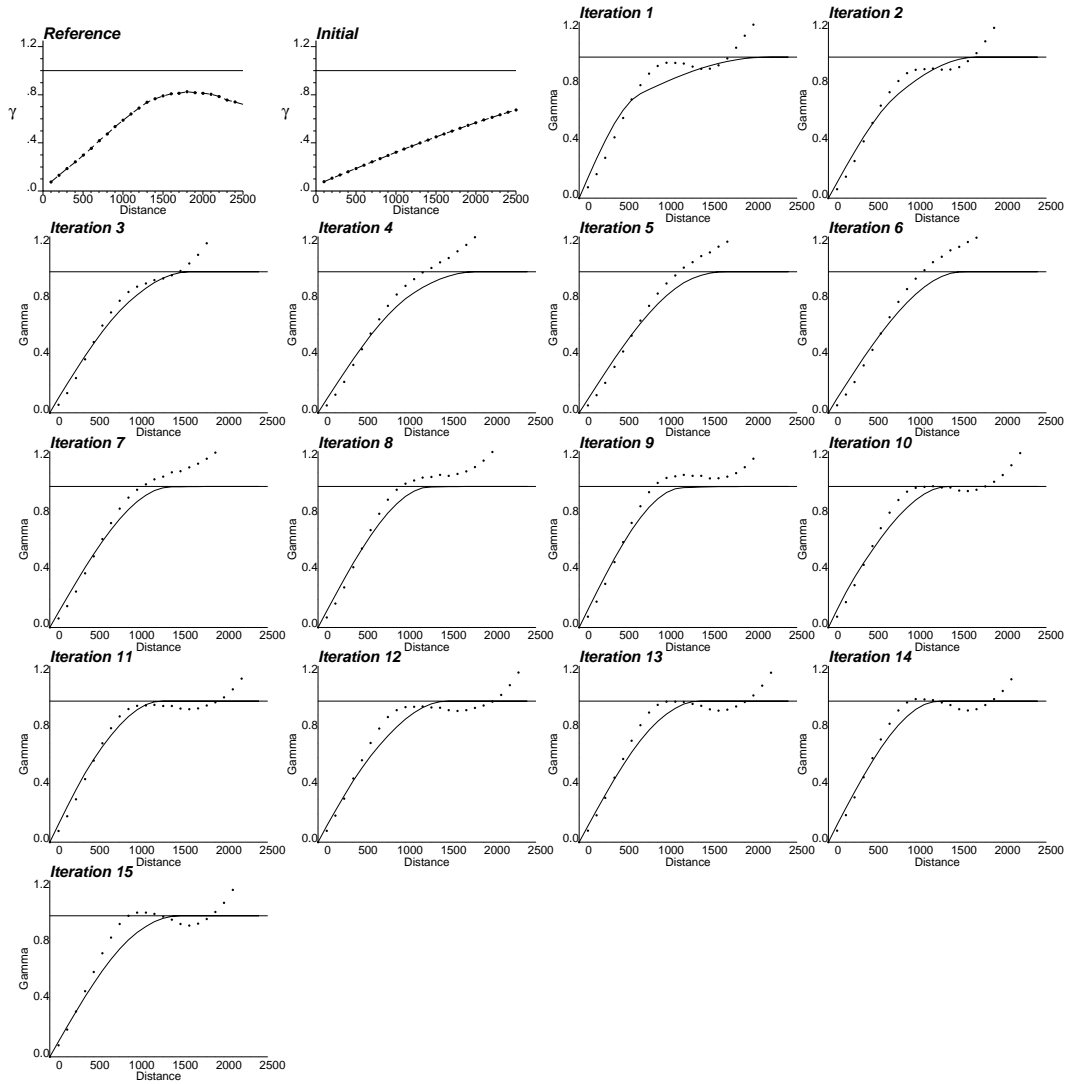 Reference
γ
Distance
.0
.4
.8
1.2
0 500 1000 1500 2000 2500
Initial
γ
Distance
.0
.4
.8
1.2
0 500 1000 1500 2000 2500
Iteration 1
Gamma
Distance
0.0
0.4
0.8
1.2
0 500 1000 1500 2000 2500
Iteration 2
Gamma
Distance
0.0
0.4
0.8
1.2
0 500 1000 1500 2000 2500
Iteration 3
Gamma
Distance
0.0
0.4
0.8
1.2
0 500 1000 1500 2000 2500
Iteration 4
Gamma
Distance
0.0
0.4
0.8
1.2
0 500 1000 1500 2000 2500
Iteration 5
Gamma
Distance
0.0
0.4
0.8
1.2
0 500 1000 1500 2000 2500
Iteration 6
Gamma
Distance
0.0
0.4
0.8
1.2
0 500 1000 1500 2000 2500
Iteration 7
Gamma
Distance
0.0
0.4
0.8
1.2
0 500 1000 1500 2000 2500
Iteration 8
Gamma
Distance
0.0
0.4
0.8
1.2
0 500 1000 1500 2000 2500
Iteration 9
Gamma
Distance
0.0
0.4
0.8
1.2
0 500 1000 1500 2000 2500
Iteration 10
Gamma
Distance
0.0
0.4
0.8
1.2
0 500 1000 1500 2000 2500
Iteration 11
Gamma
Distance
0.0
0.4
0.8
1.2
0 500 1000 1500 2000 2500
Iteration 12
Gamma
Distance
0.0
0.4
0.8
1.2
0 500 1000 1500 2000 2500
Iteration 13
Gamma
Distance
0.0
0.4
0.8
1.2
0 500 1000 1500 2000 2500
Iteration 14
Gamma
Distance
0.0
0.4
0.8
1.2
0 500 1000 1500 2000 2500
Iteration 15
Gamma
Distance
0.0
0.4
0.8
1.2
0 500 1000 1500 2000 2500